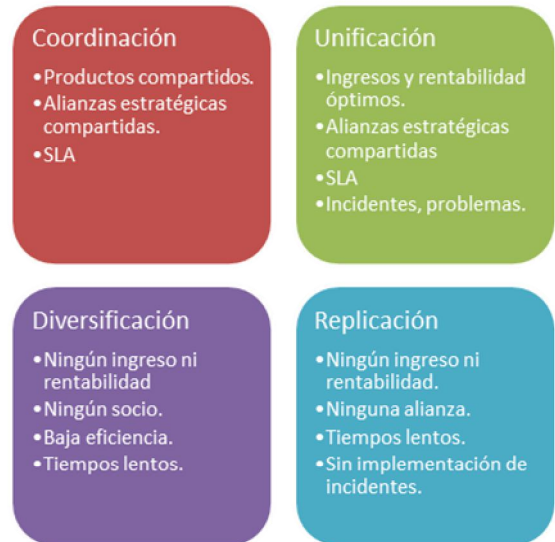 Coordinación
•Productos compartidos.
•Alianzas estratégicas
compartidas.
•SLA
Unificación
•Ingresos y rentabilidad
óptimos.
•Alianzas estratégicas
compartidas
•SLA
•Incidentes, problemas.
Diversificación
•Ningún ingreso ni
rentabilidad
•Ningún socio.
•Baja eficiencia.
•Tiempos lentos.
Replicación
•Ningún ingreso ni
rentabilidad.
•Ninguna alianza.
•Tiempos lentos.
•Sin implementación de
incidentes.